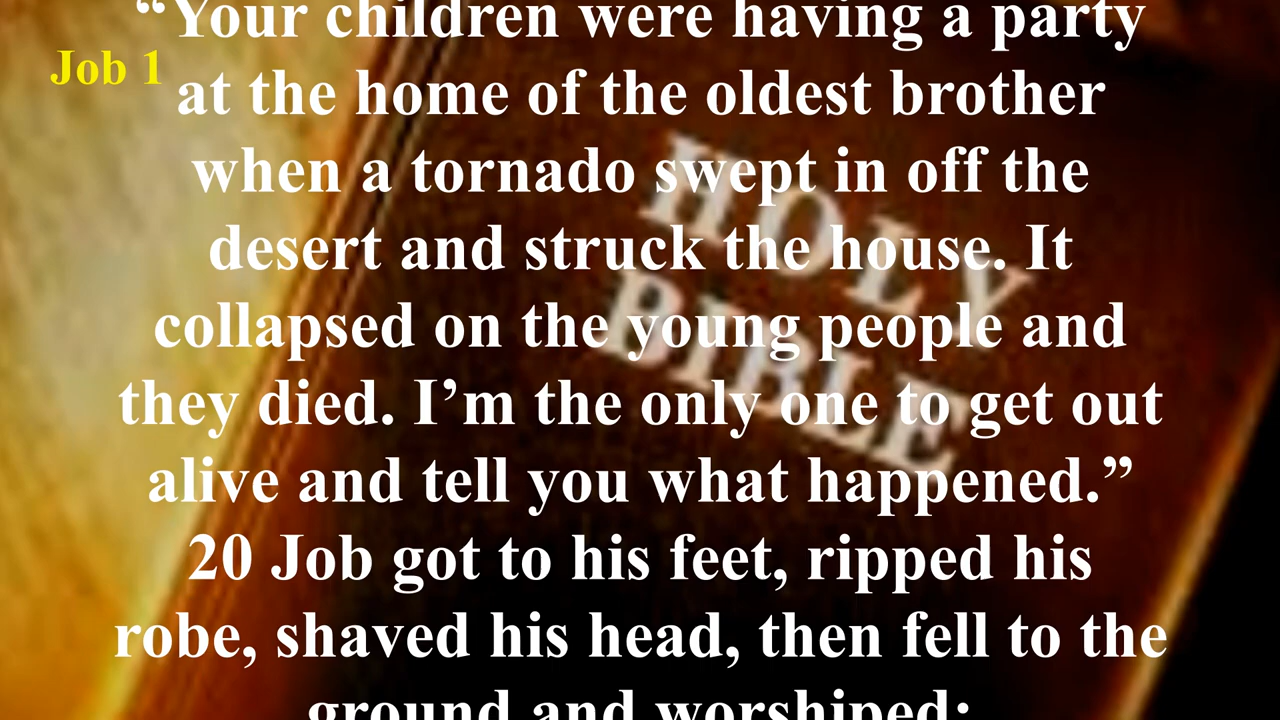 “Your children were having a party
Job 1
at the home of the oldest brother
when a tornado swept in off the
desert and struck the house. It
collapsed on the young people and
they died. I’m the only one to get out
alive and tell you what happened.”
20 Job got to his feet, ripped his
robe, shaved his head, then fell to the
ground and worshiped:
HOLY
BIBLE